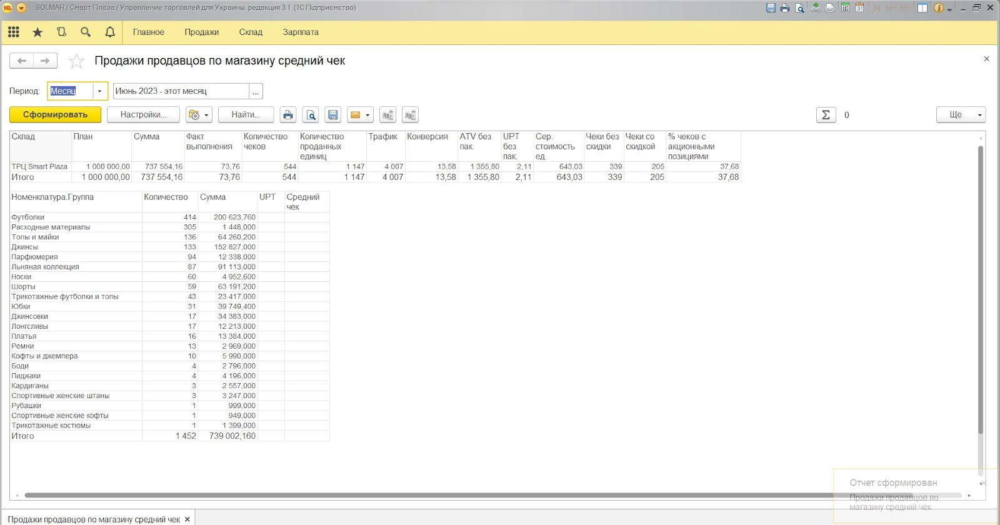 SOLMAR / Смарт Плаза / Управление торговлей для Украины, редакция 3.1 (1С:Підприємство)
M M+ M-
Главное Продажи Склад Зарплата
Продажи продавцов по магазину средний чек
Период: Месяц Июнь 2023 - этот месяц ...
Сформировать Настройки... Найти... Σ 0 Ще
Склад План Сумма Факт выполнения Количество чеков Количество проданных единиц Трафик Конверсия ATV без пак. UPT без пак. Сер. стоимость ед. Чеки без скидки Чеки со скидкой % чеков с акционными позициями
ТРЦ Smart Plaza 1 000 000,00 737 554,16 73,76 544 1 147 4 007 13,58 1 355,80 2,11 643,03 339 205 37,68
Итого 1 000 000,00 737 554,16 73,76 544 1 147 4 007 13,58 1 355,80 2,11 643,03 339 205 37,68
Номенклатура.Группа Количество Сумма UPT Средний чек
Футболки 414 200 623,760
Расходные материалы 305 1 448,000
Топы и майки 136 64 260,200
Джинсы 133 152 827,000
Парфюмерия 94 12 338,000
Льняная коллекция 87 91 113,000
Носки 60 4 952,600
Шорты 59 63 191,200
Трикотажные футболки и топы 43 23 417,000
Юбки 31 39 749,400
Джинсовки 17 34 383,000
Лонгсливы 17 12 213,000
Платья 16 13 384,000
Ремни 13 2 969,000
Кофты и джемпера 10 5 990,000
Боди 4 2 796,000
Пиджаки 4 4 196,000
Кардиганы 3 2 557,000
Спортивные женские штаны 3 3 247,000
Рубашки 1 999,000
Спортивные женские кофты 1 949,000
Трикотажные костюмы 1 1 399,000
Итого 1 452 739 002,160
Отчет сформирован
Продажи продавцов по
магазину средний чек
Продажи продавцов по магазину средний чек